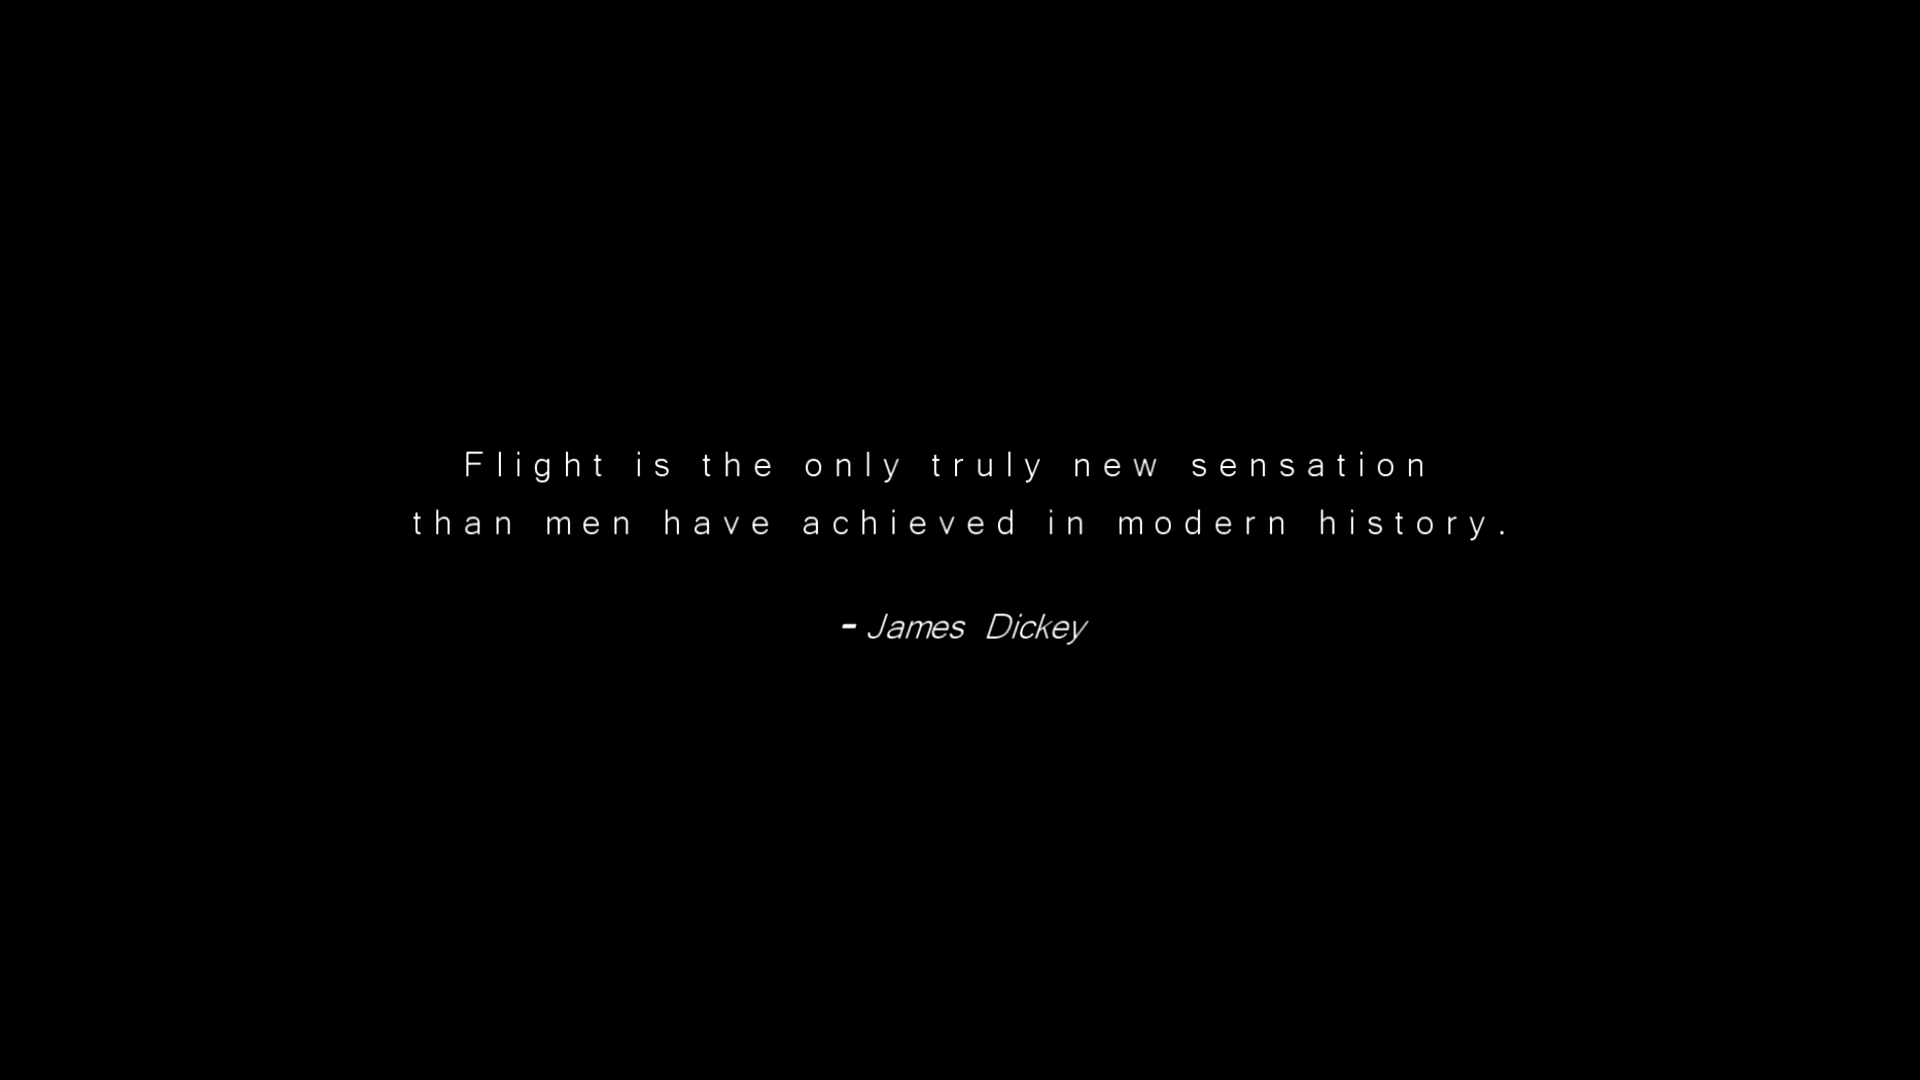 Flight is the only truly new sensation
than men have achieved in modern history.
- James Dickey